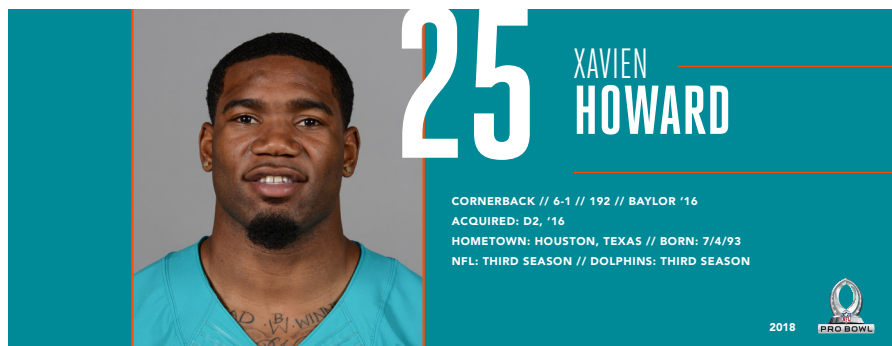 25
XAVIEN
HOWARD
CORNERBACK // 6-1 // 192 // BAYLOR ’16
ACQUIRED: D2, ’16
HOMETOWN: HOUSTON, TEXAS // BORN: 7/4/93
NFL: THIRD SEASON // DOLPHINS: THIRD SEASON
2018
PRO BOWL